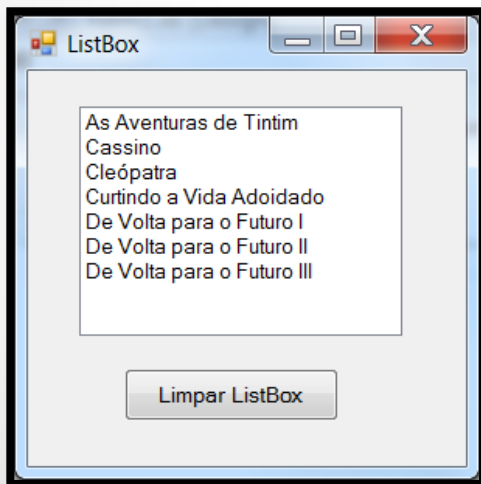 ListBox
As Aventuras de Tintim
Cassino
Cleópatra
Curtindo a Vida Adoidado
De Volta para o Futuro I
De Volta para o Futuro II
De Volta para o Futuro III
Limpar ListBox